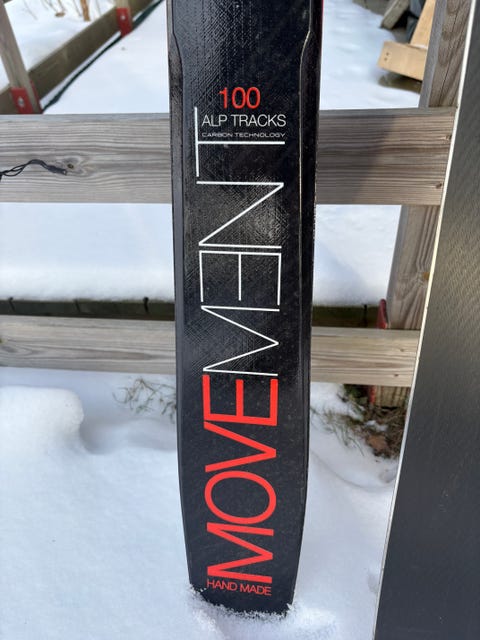 100
ALP TRACKS
CARBON TECHNOLOGY
MOVEMENT
HAND MADE